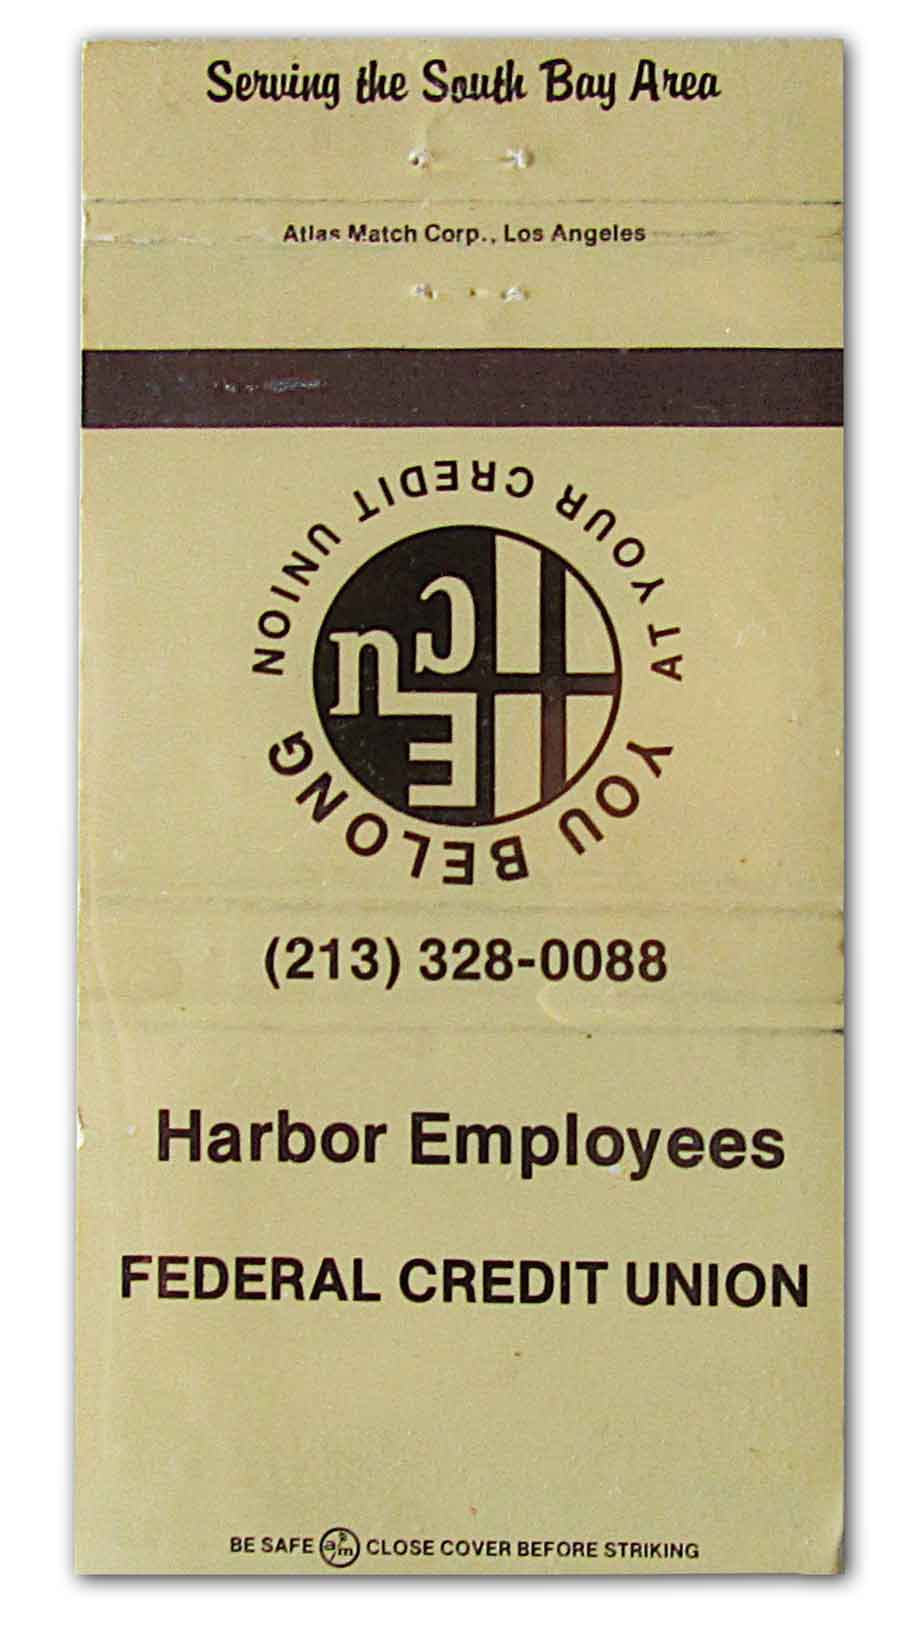 Serving the South Bay Area
Atlas Match Corp., Los Angeles
YOU BELONG
AT YOUR CREDIT UNION
HECU
(213) 328-0088
Harbor Employees
FEDERAL CREDIT UNION
BE SAFE CLOSE COVER BEFORE STRIKING